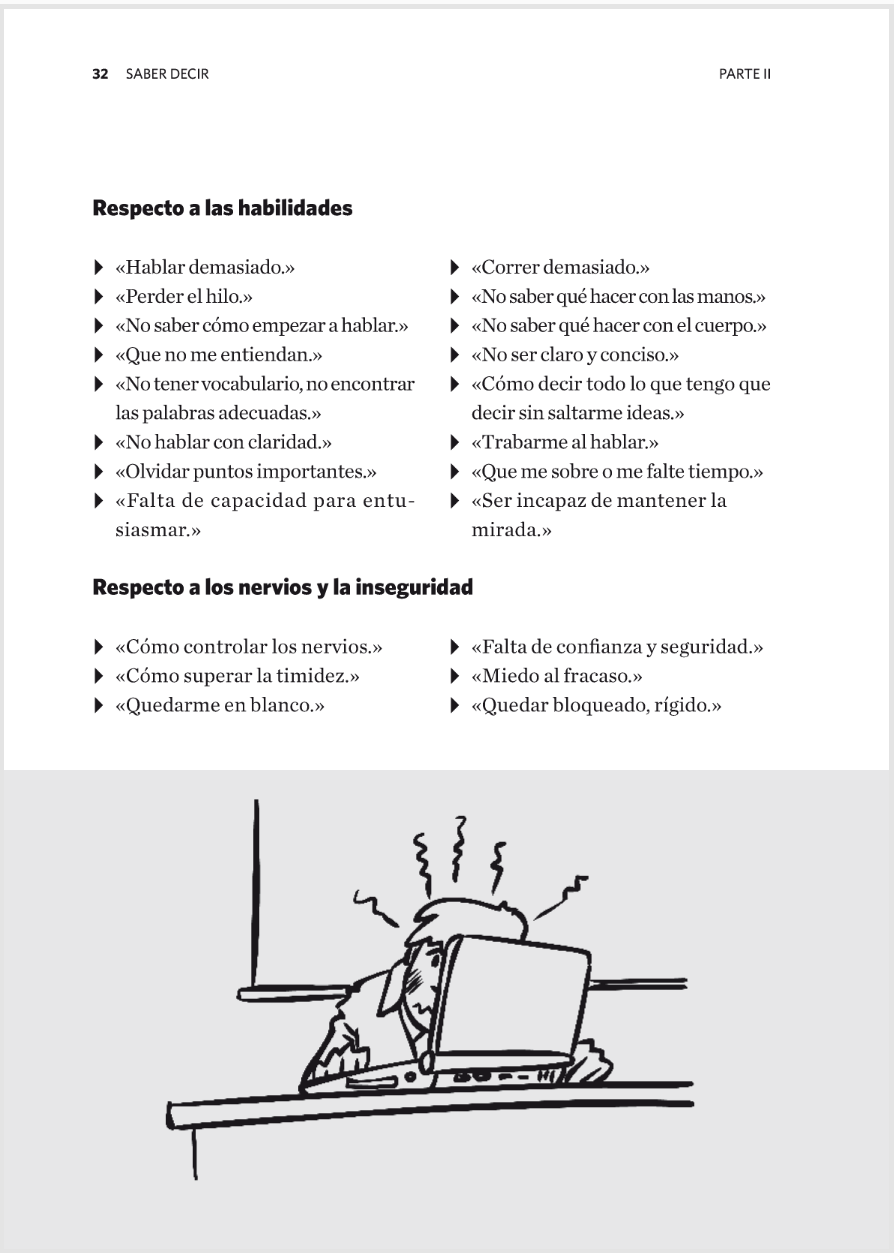 32 SABER DECIR
PARTE II
Respecto a las habilidades
«Hablar demasiado.»
«Perder el hilo.»
«No saber cómo empezar a hablar.»
«Que no me entiendan.»
«No tener vocabulario, no encontrar
las palabras adecuadas.»
«No hablar con claridad.»
«Olvidar puntos importantes.»
«Falta de capacidad para entu-
siasmar.»
«Correr demasiado.»
«No saber qué hacer con las manos.»
«No saber qué hacer con el cuerpo.»
«No ser claro y conciso.»
«Cómo decir todo lo que tengo que
decir sin saltarme ideas.»
«Trabarme al hablar.»
«Que me sobre o me falte tiempo.»
«Ser incapaz de mantener la
mirada.»
Respecto a los nervios y la inseguridad
«Cómo controlar los nervios.»
«Cómo superar la timidez.»
«Quedarme en blanco.»
«Falta de confianza y seguridad.»
«Miedo al fracaso.»
«Quedar bloqueado, rígido.»